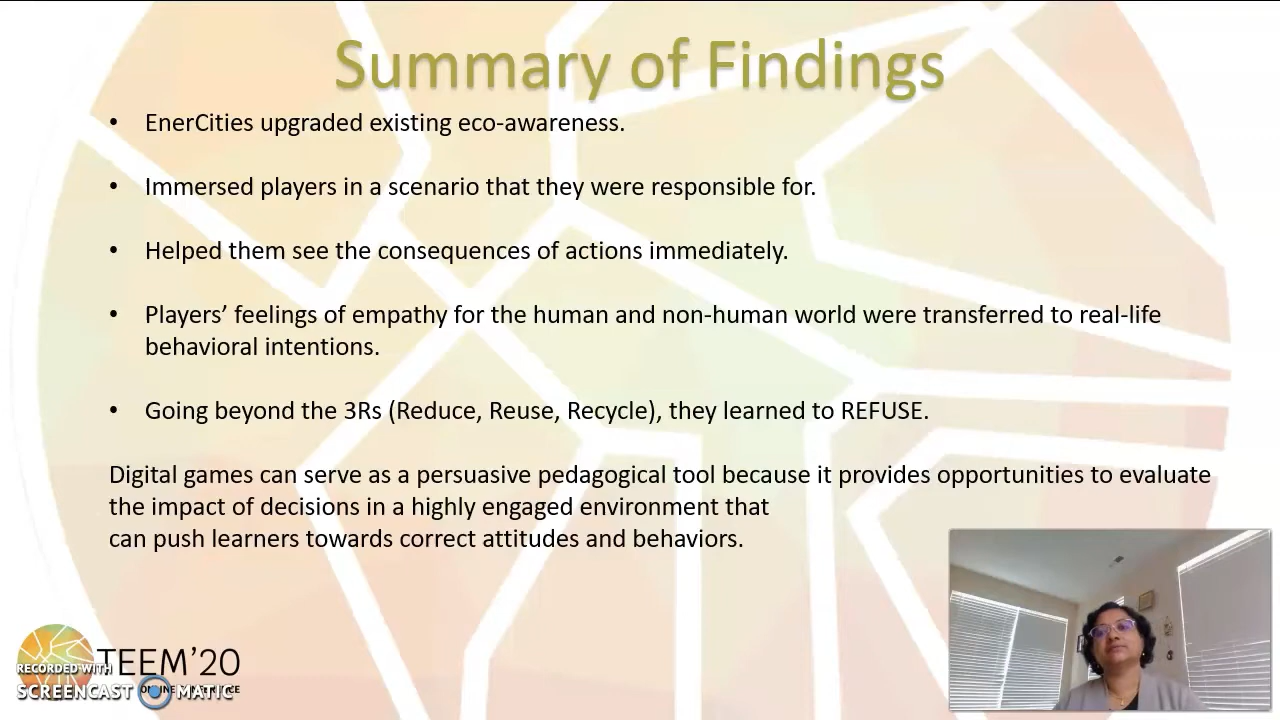 Summary of Findings
• EnerCities upgraded existing eco-awareness.
• Immersed players in a scenario that they were responsible for.
• Helped them see the consequences of actions immediately.
• Players’ feelings of empathy for the human and non-human world were transferred to real-life
behavioral intentions.
• Going beyond the 3Rs (Reduce, Reuse, Recycle), they learned to REFUSE.
Digital games can serve as a persuasive pedagogical tool because it provides opportunities to evaluate
the impact of decisions in a highly engaged environment that
can push learners towards correct attitudes and behaviors.
TEEM’20
RECORDED WITH
SCREENCAST MATIC